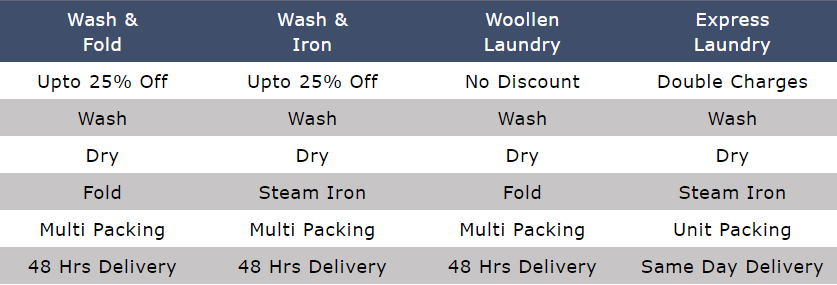 Wash &
Fold
Wash &
Iron
Woollen
Laundry
Express
Laundry
Upto 25% Off Upto 25% Off No Discount Double Charges
Wash Wash Wash Wash
Dry Dry Dry Dry
Fold Steam Iron Fold Steam Iron
Multi Packing Multi Packing Multi Packing Unit Packing
48 Hrs Delivery 48 Hrs Delivery 48 Hrs Delivery Same Day Delivery